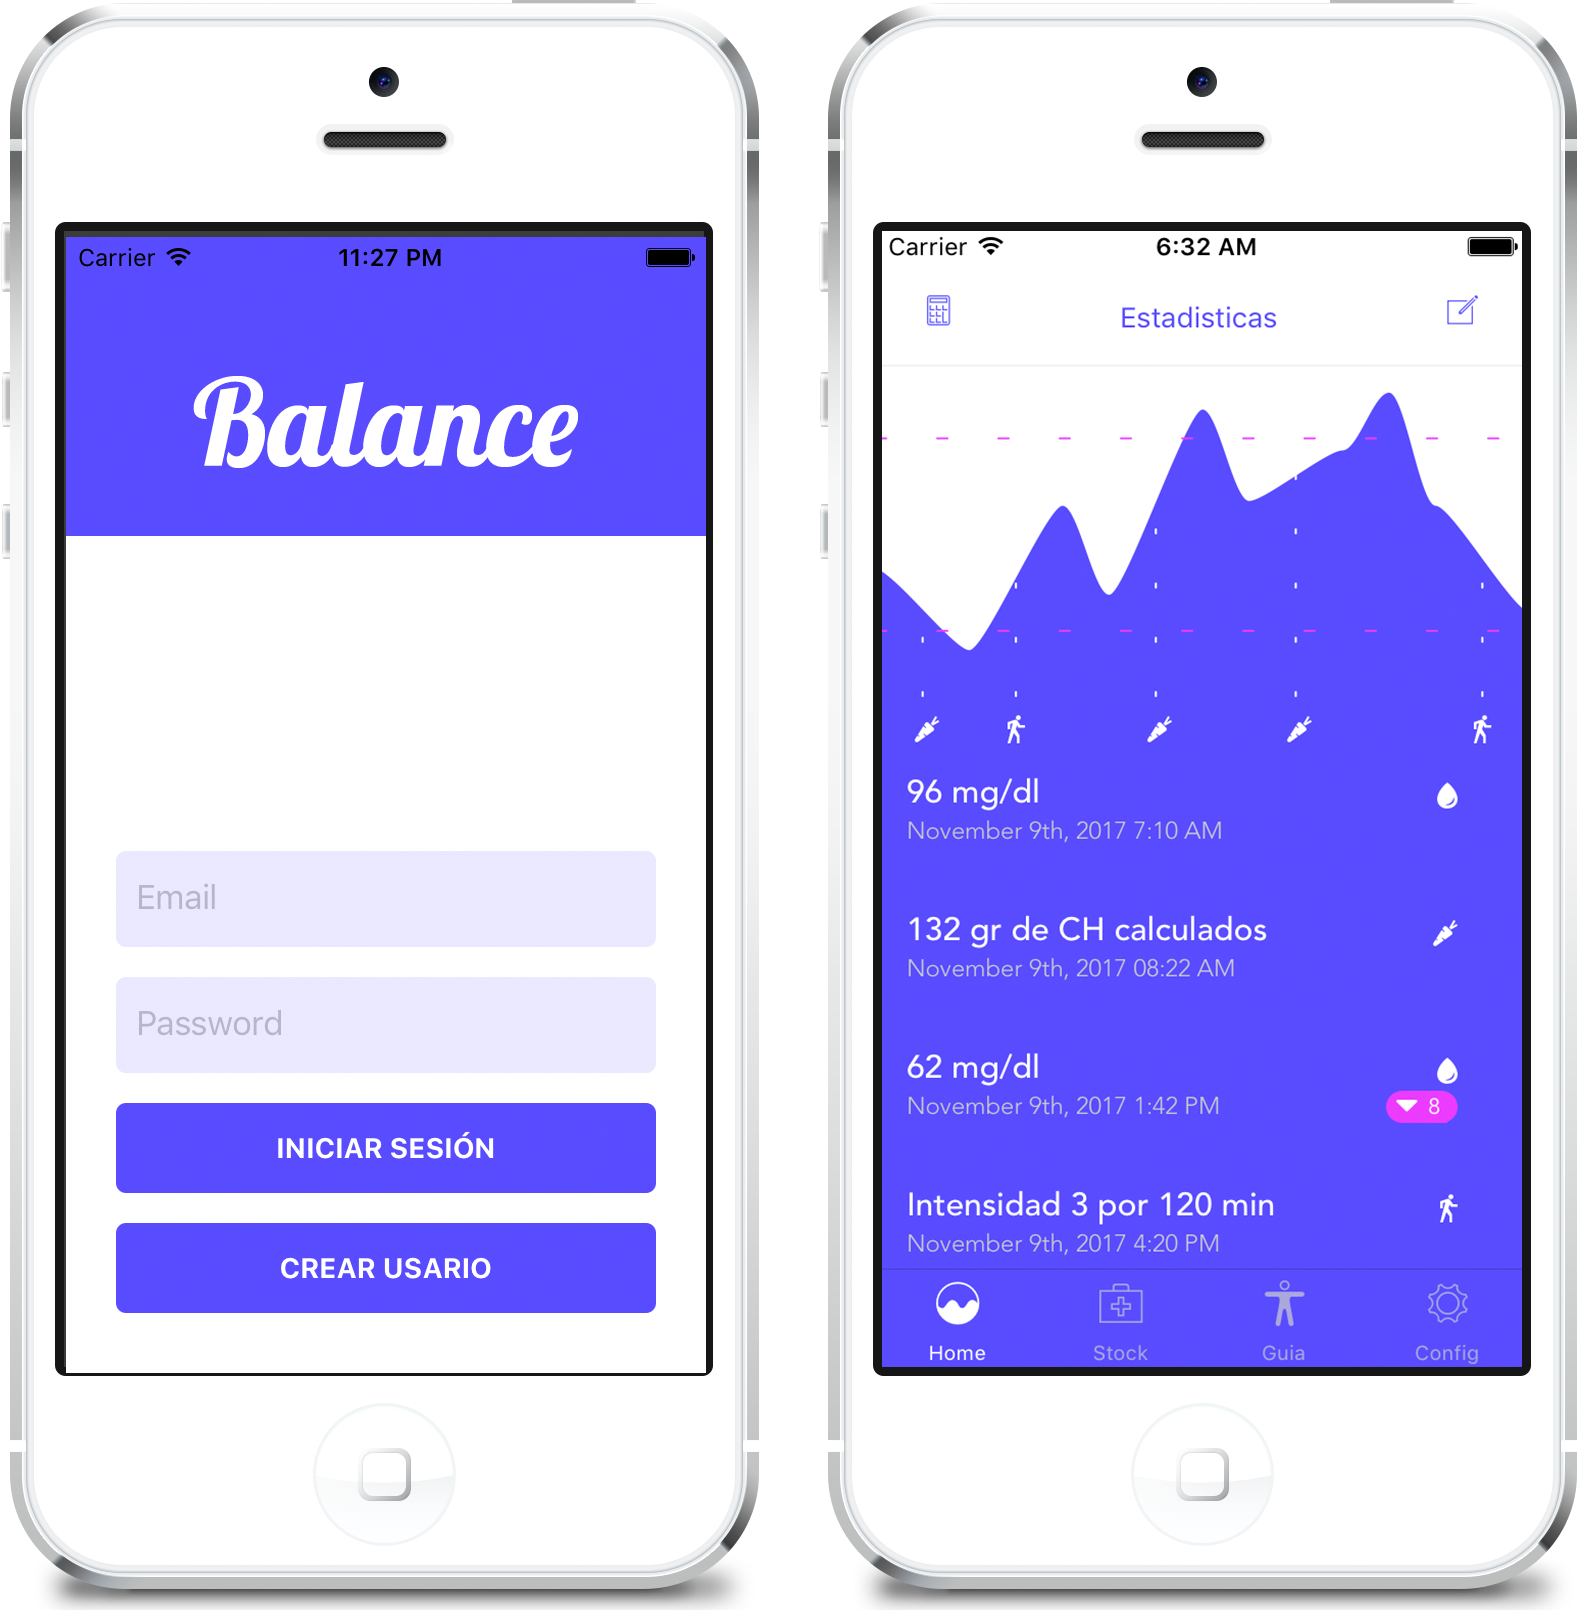 Carrier 11:27 PM
Balance
Email
Password
INICIAR SESIÓN
CREAR USARIO
Carrier 6:32 AM
Estadisticas
96 mg/dl
November 9th, 2017 7:10 AM
132 gr de CH calculados
November 9th, 2017 08:22 AM
62 mg/dl
November 9th, 2017 1:42 PM
8
Intensidad 3 por 120 min
November 9th, 2017 4:20 PM
Home Stock Guia Config